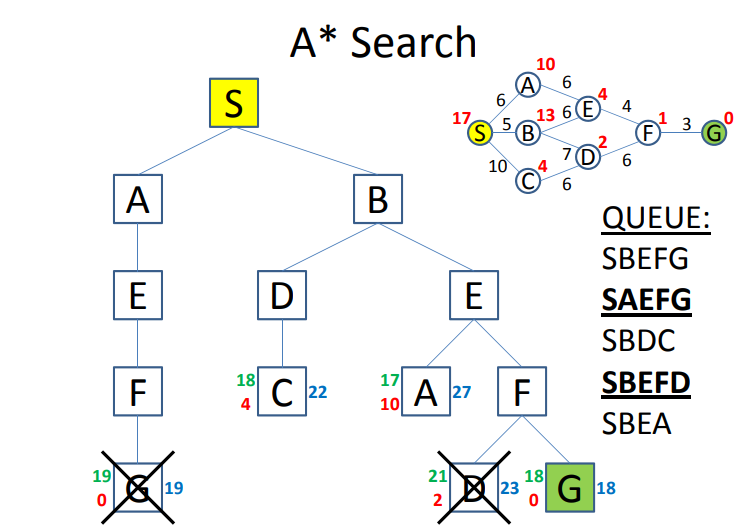 A* Search
10
A
6
6
4
E
17
13
6
4
1
0
S
5
B
F
3
G
2
10
4
7
D
6
C
6
S
A
B
QUEUE:
SBEFG
E
D
E
SAEFG
SBDC
18
4
C
22
17
10
A
27
F
F
SBEFD
SBEA
19
0
G
19
21
2
D
23
18
0
G
18